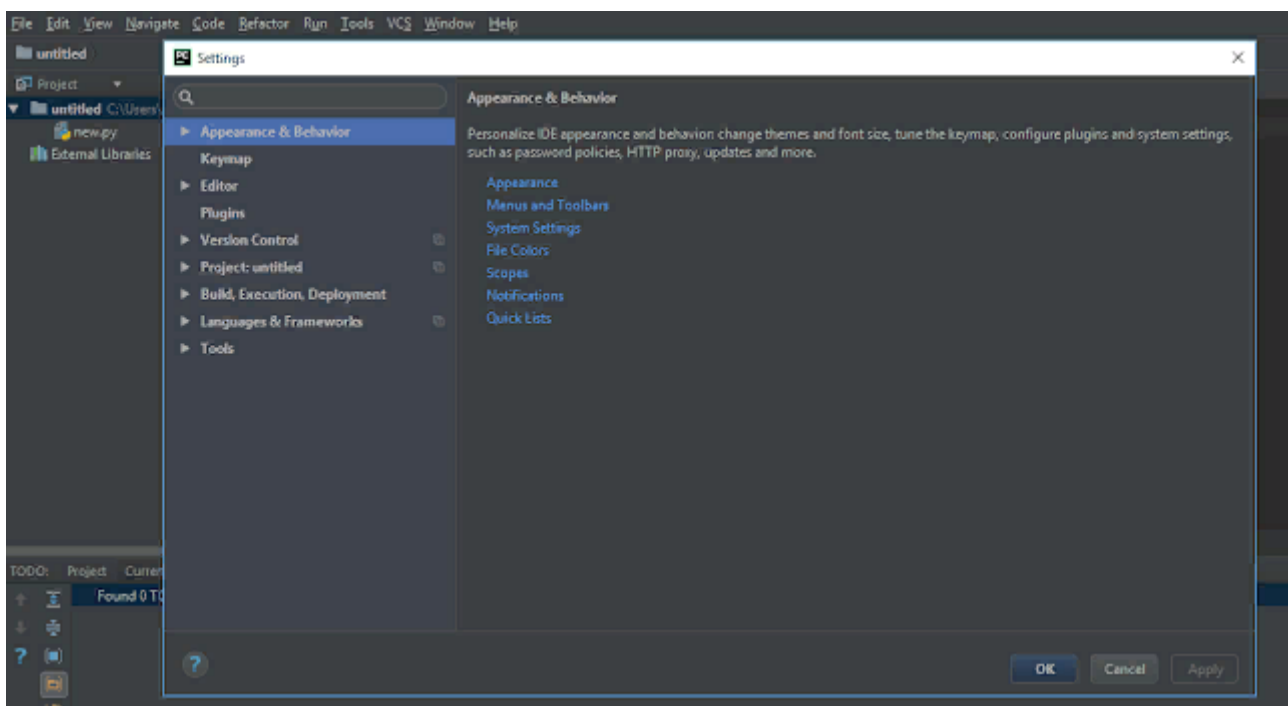 File Edit View Navigate Code Refactor Run Tools VCS Window Help
untitled
Project
untitled C:\Users\
new.py
External Libraries
PC Settings
Appearance & Behavior
Keymap
Editor
Plugins
Version Control
Project: untitled
Build, Execution, Deployment
Languages & Frameworks
Tools
Appearance & Behavior
Personalize IDE appearance and behavior: change themes and font size, tune the keymap, configure plugins and system settings,
such as password policies, HTTP proxy, updates and more.
Appearance
Menus and Toolbars
System Settings
File Colors
Scopes
Notifications
Quick Lists
TODO: Project Curren
Found 0 TO
?
?
OK Cancel Apply